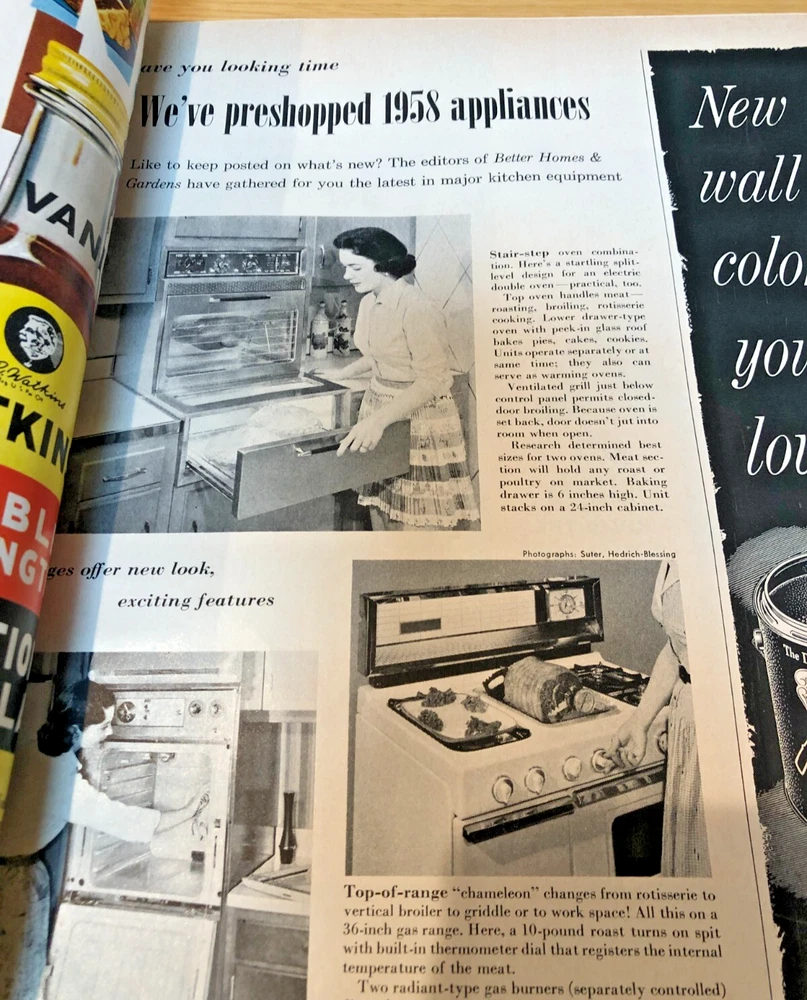 ave you looking time
We've preshopped 1958 appliances
Like to keep posted on what's new? The editors of Better Homes &
Gardens have gathered for you the latest in major kitchen equipment
Stair-step oven combina-
tion. Here's a startling split-
level design for an electric
double oven—practical, too.
Top oven handles meat—
roasting, broiling, rotisserie
cooking. Lower drawer-type
oven with peek-in glass roof
bakes pies, cakes, cookies.
Units operate separately or at
same time; they also can
serve as warming ovens.
Ventilated grill just below
control panel permits closed-
door broiling. Because oven is
set back, door doesn't jut into
room when open.
Research determined best
sizes for two ovens. Meat sec-
tion will hold any roast or
poultry on market. Baking
drawer is 6 inches high. Unit
stacks on a 24-inch cabinet.
Photographs: Suter, Hedrich-Blessing
ges offer new look,
exciting features
Top-of-range “chameleon” changes from rotisserie to
vertical broiler to griddle or to work space! All this on a
36-inch gas range. Here, a 10-pound roast turns on spit
with built-in thermometer dial that registers the internal
temperature of the meat.
Two radiant-type gas burners (separately controlled)
VAN
Watkins
TKIN
BL
NGT
TIO
LA
New
wall
colo
you
lov
The D